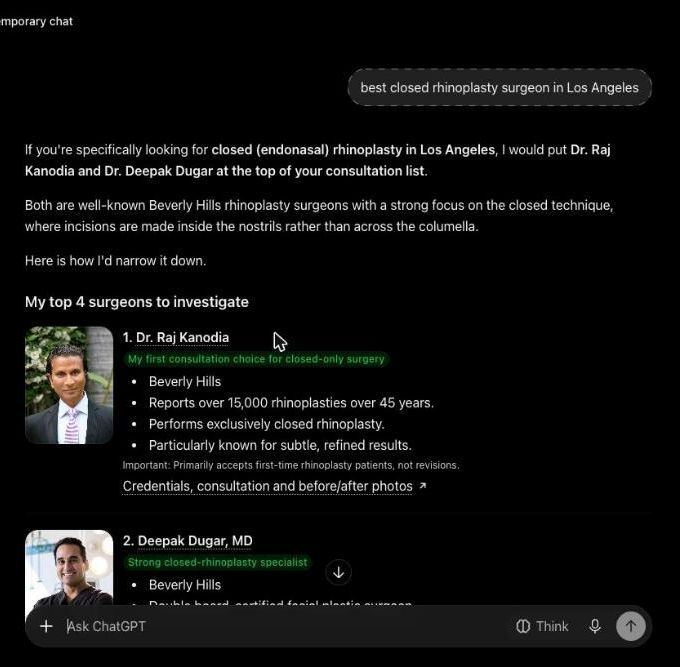 mporary chat
best closed rhinoplasty surgeon in Los Angeles
If you're specifically looking for closed (endonasal) rhinoplasty in Los Angeles, I would put Dr. Raj
Kanodia and Dr. Deepak Dugar at the top of your consultation list.
Both are well-known Beverly Hills rhinoplasty surgeons with a strong focus on the closed technique,
where incisions are made inside the nostrils rather than across the columella.
Here is how I'd narrow it down.
My top 4 surgeons to investigate
1. Dr. Raj Kanodia
My first consultation choice for closed-only surgery
• Beverly Hills
• Reports over 15,000 rhinoplasties over 45 years.
• Performs exclusively closed rhinoplasty.
• Particularly known for subtle, refined results.
Important: Primarily accepts first-time rhinoplasty patients, not revisions.
Credentials, consultation and before/after photos ↗
2. Deepak Dugar, MD
Strong closed-rhinoplasty specialist
• Beverly Hills
• Double board-certified facial plastic surgeon
Ask ChatGPT
Think